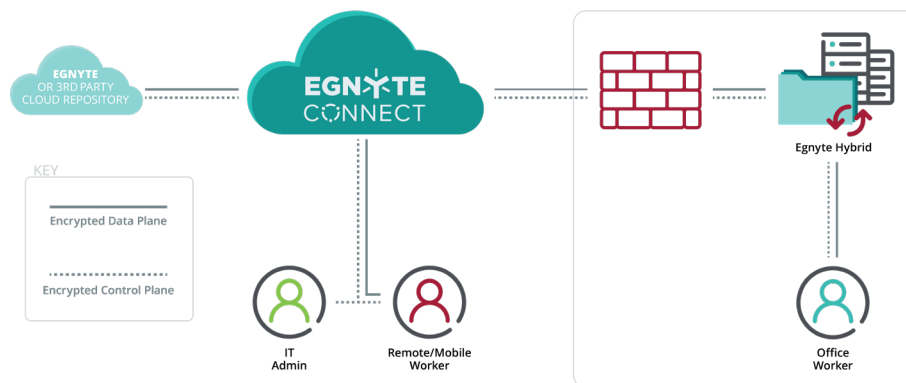 EGNYTE
OR 3RD PARTY
CLOUD REPOSITORY
EGNYTE
CONNECT
Egnyte Hybrid
KEY
Encrypted Data Plane
Encrypted Control Plane
IT
Admin
Remote/Mobile
Worker
Office
Worker